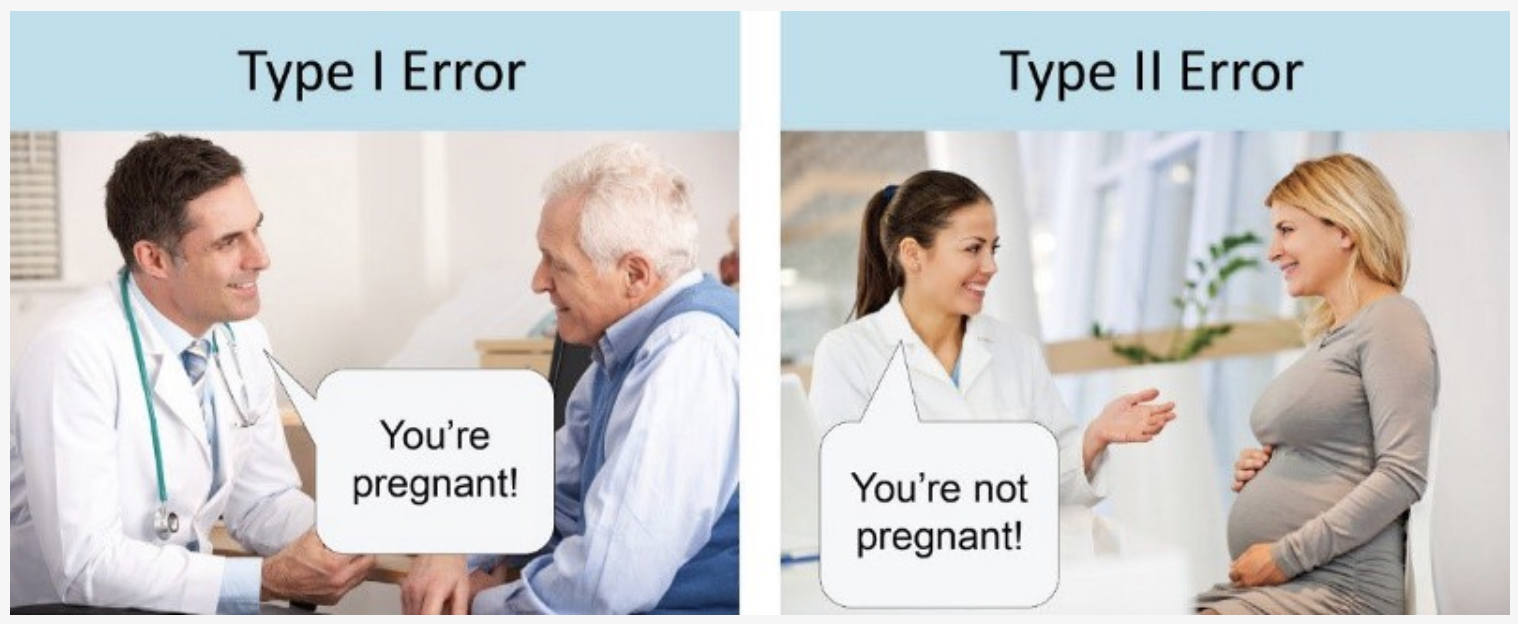 Type I Error
You’re
pregnant!
Type II Error
You’re not
pregnant!